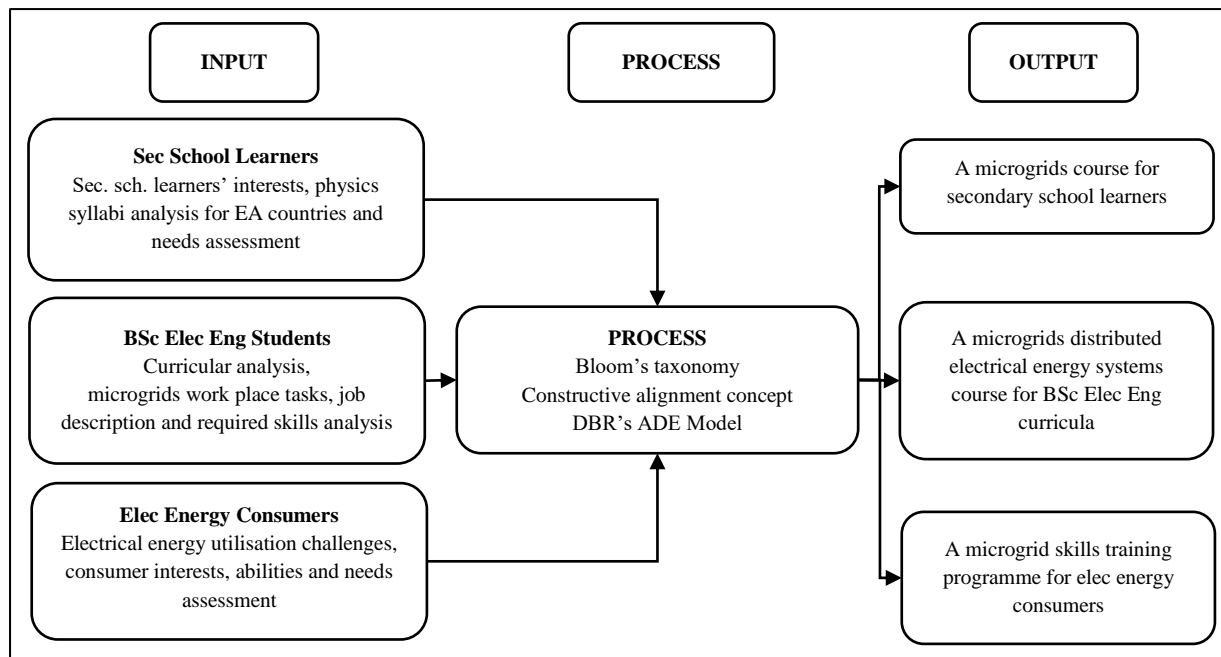 INPUT
PROCESS
OUTPUT
Sec School Learners
Sec. sch. learners’ interests, physics
syllabi analysis for EA countries and
needs assessment
BSc Elec Eng Students
Curricular analysis,
microgrids work place tasks, job
description and required skills analysis
Elec Energy Consumers
Electrical energy utilisation challenges,
consumer interests, abilities and needs
assessment
PROCESS
Bloom’s taxonomy
Constructive alignment concept
DBR’s ADE Model
A microgrids course for
secondary school learners
A microgrids distributed
electrical energy systems
course for BSc Elec Eng
curricula
A microgrid skills training
programme for elec energy
consumers